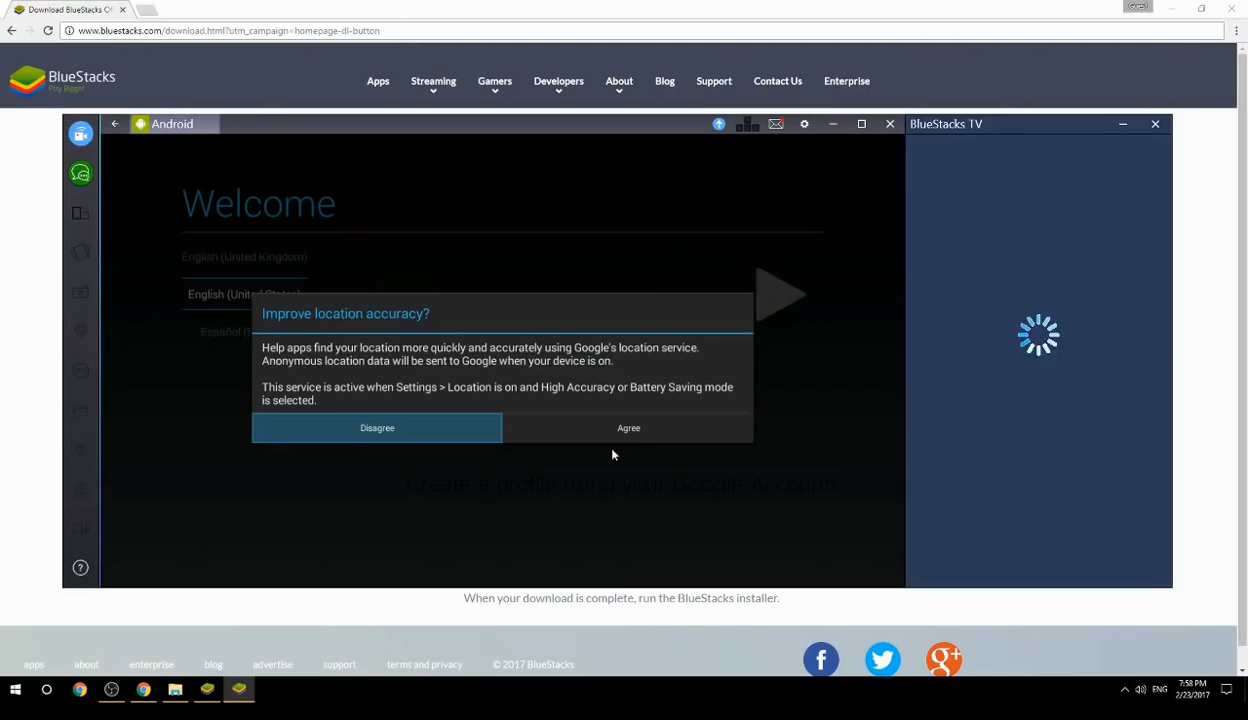 Download BlueStacks Of
Guest
www.bluestacks.com/download.html?utm_campaign=homepage-dl-button
BlueStacks
Play Bigger
Apps
Streaming
Gamers
Developers
About
Blog
Support
Contact Us
Enterprise
Android
BlueStacks TV
Welcome
English (United Kingdom)
English (United States)
Español (
Improve location accuracy?
Help apps find your location more quickly and accurately using Google's location service.
Anonymous location data will be sent to Google when your device is on.
This service is active when Settings > Location is on and High Accuracy or Battery Saving mode
is selected.
Disagree
Agree
Create a profile using your Google Accounts
?
When your download is complete, run the BlueStacks installer.
apps
about
enterprise
blog
advertise
support
terms and privacy
© 2017 BlueStacks
f
g+
ENG
7:58 PM
2/23/2017